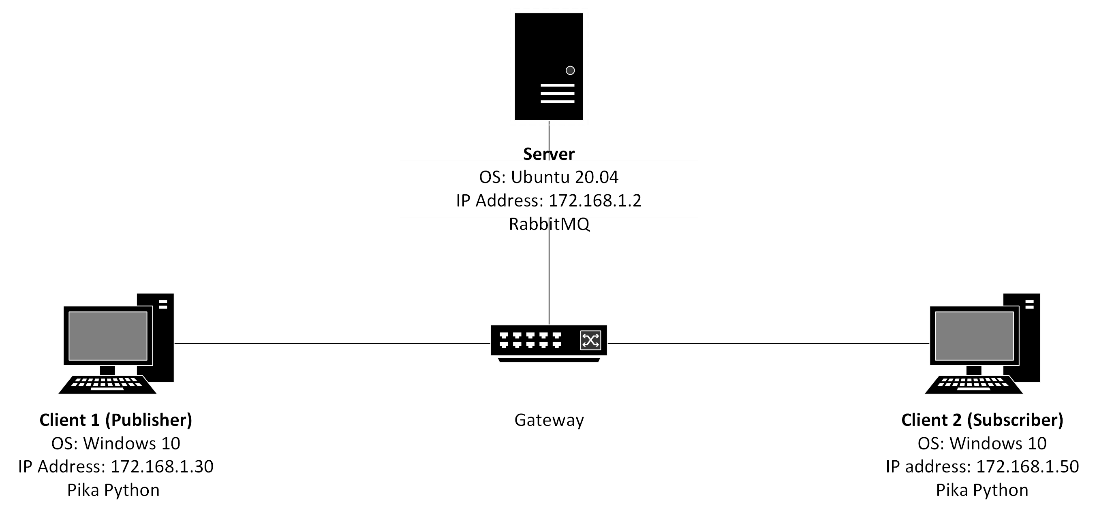 Server
OS: Ubuntu 20.04
IP Address: 172.168.1.2
RabbitMQ
Client 1 (Publisher)
OS: Windows 10
IP Address: 172.168.1.30
Pika Python
Gateway
Client 2 (Subscriber)
OS: Windows 10
IP address: 172.168.1.50
Pika Python